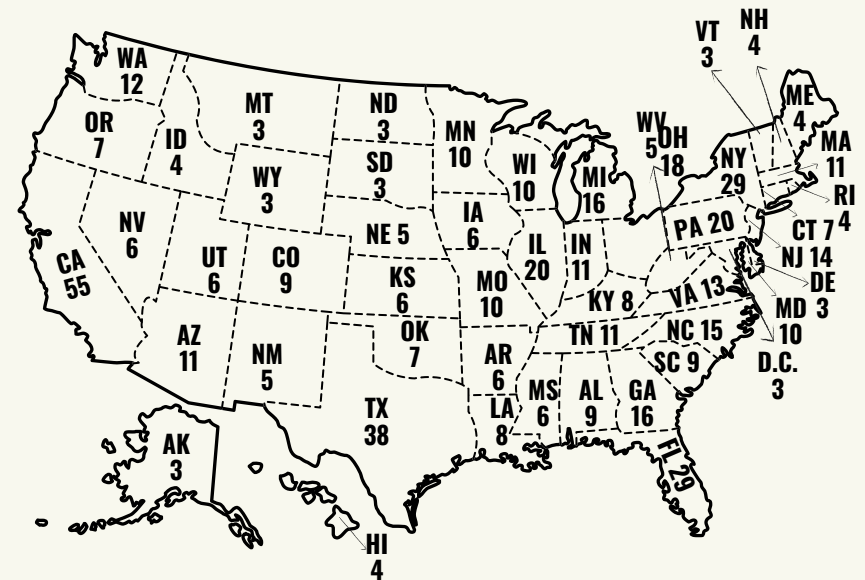 VT
3
NH
4
WA
12
MT
3
ND
3
ME
4
OR
7
ID
4
MN
10
WV
5
OH
18
MA
11
WI
10
MI
16
NY
29
SD
3
WY
3
RI
4
NV
6
NE 5
IA
6
PA 20
CT 7
NJ 14
CA
55
UT
6
CO
9
IL
20
IN
11
DE
3
KS
6
MO
10
KY 8
VA 13
MD
10
AZ
11
OK
7
TN 11
NC 15
NM
5
AR
6
SC 9
D.C.
3
TX
38
LA
8
MS
6
AL
9
GA
16
AK
3
FL 29
HI
4